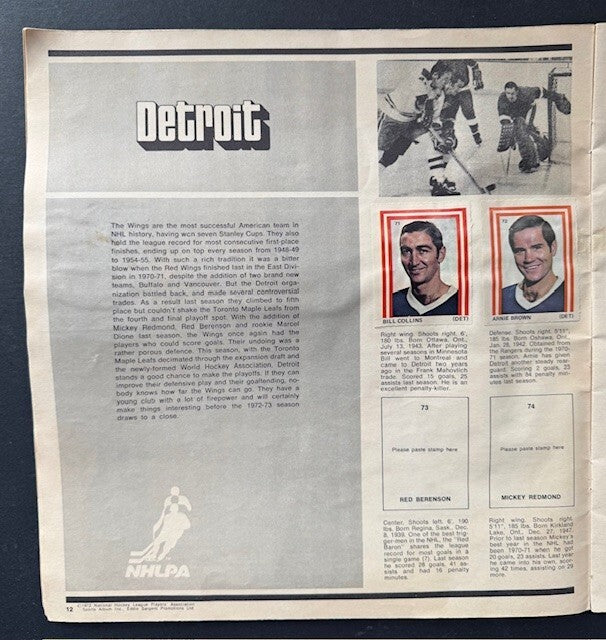 Detroit
The Wings are the most successful American team in
NHL history, having won seven Stanley Cups. They also
hold the league record for most consecutive first-place
finishes, ending up on top every season from 1948-49
to 1954-55. With such a rich tradition it was a bitter
blow when the Red Wings finished last in the East Divi-
sion in 1970-71, despite the addition of two brand new
teams, Buffalo and Vancouver. But the Detroit orga-
nization battled back, and made several controversial
trades. As a result last season they climbed to fifth
place but couldn't shake the Toronto Maple Leafs from
the fourth and final playoff spot. With the addition of
Mickey Redmond, Red Berenson and rookie Marcel
Dionne last season, the Wings once again had the
players who could score goals. Their undoing was a
rather porous defence. This season, with the Toronto
Maple Leafs decimated through the expansion draft and
the newly-formed World Hockey Association, Detroit
stands a good chance to make the playoffs. If they can
improve their defensive play and their goaltending, no-
body knows how far the Wings can go. They have a
young club with a lot of firepower and will certainly
make things interesting before the 1972-73 season
draws to a close.
NHLPA
71
BILL COLLINS (DET)
Right wing. Shoots right. 6',
180 lbs. Born Ottawa, Ont.,
July 13, 1943. After playing
several seasons in Minnesota
Bill went to Montreal and
came to Detroit two years
ago in the Frank Mahovlich
trade. Scored 15 goals, 25
assists last season. He is an
excellent penalty-killer.
72
ARNIE BROWN (DET)
Defense. Shoots right. 5'11",
185 lbs. Born Oshawa, Ont.,
Jan. 28, 1942. Obtained from
the Rangers during the 1970-
71 season, Arnie has given
Detroit another steady rear-
guard. Scoring 2 goals, 23
assists with 84 penalty min-
utes last season.
73
Please paste stamp here
RED BERENSON
Center. Shoots left. 6', 190
lbs. Born Regina, Sask., Dec.
8, 1939. One of the best trig-
ger-men in the NHL, the "Red
Baron" shares the league
record for most goals in a
single game (7). Last season
he scored 28 goals, 41 as-
sists and had 16 penalty
minutes.
74
Please paste stamp here
MICKEY REDMOND
Right wing. Shoots right.
5'11", 185 lbs. Born Kirkland
Lake, Ont., Dec. 27, 1947.
Prior to last season Mickey's
best year in the NHL had
been 1970-71 when he got
20 goals, 23 assists. Last year
he came into his own, scor-
ing 42 times, assisting on 29
more.
12
© 1972 National Hockey League Players' Association
Sports Album Inc., Eddie Sargent Promotions Ltd.